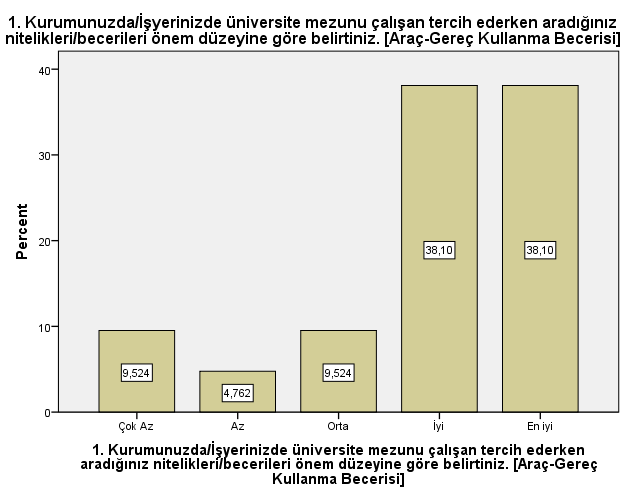 1. Kurumunuzda/İşyerinizde üniversite mezunu çalışan tercih ederken aradığınız
nitelikleri/becerileri önem düzeyine göre belirtiniz. [Araç-Gereç Kullanma Becerisi]
Percent
40
30
20
10
0
9,524
4,762
9,524
38,10
38,10
Çok Az
Az
Orta
İyi
En iyi
1. Kurumunuzda/İşyerinizde üniversite mezunu çalışan tercih ederken
aradığınız nitelikleri/becerileri önem düzeyine göre belirtiniz. [Araç-Gereç
Kullanma Becerisi]